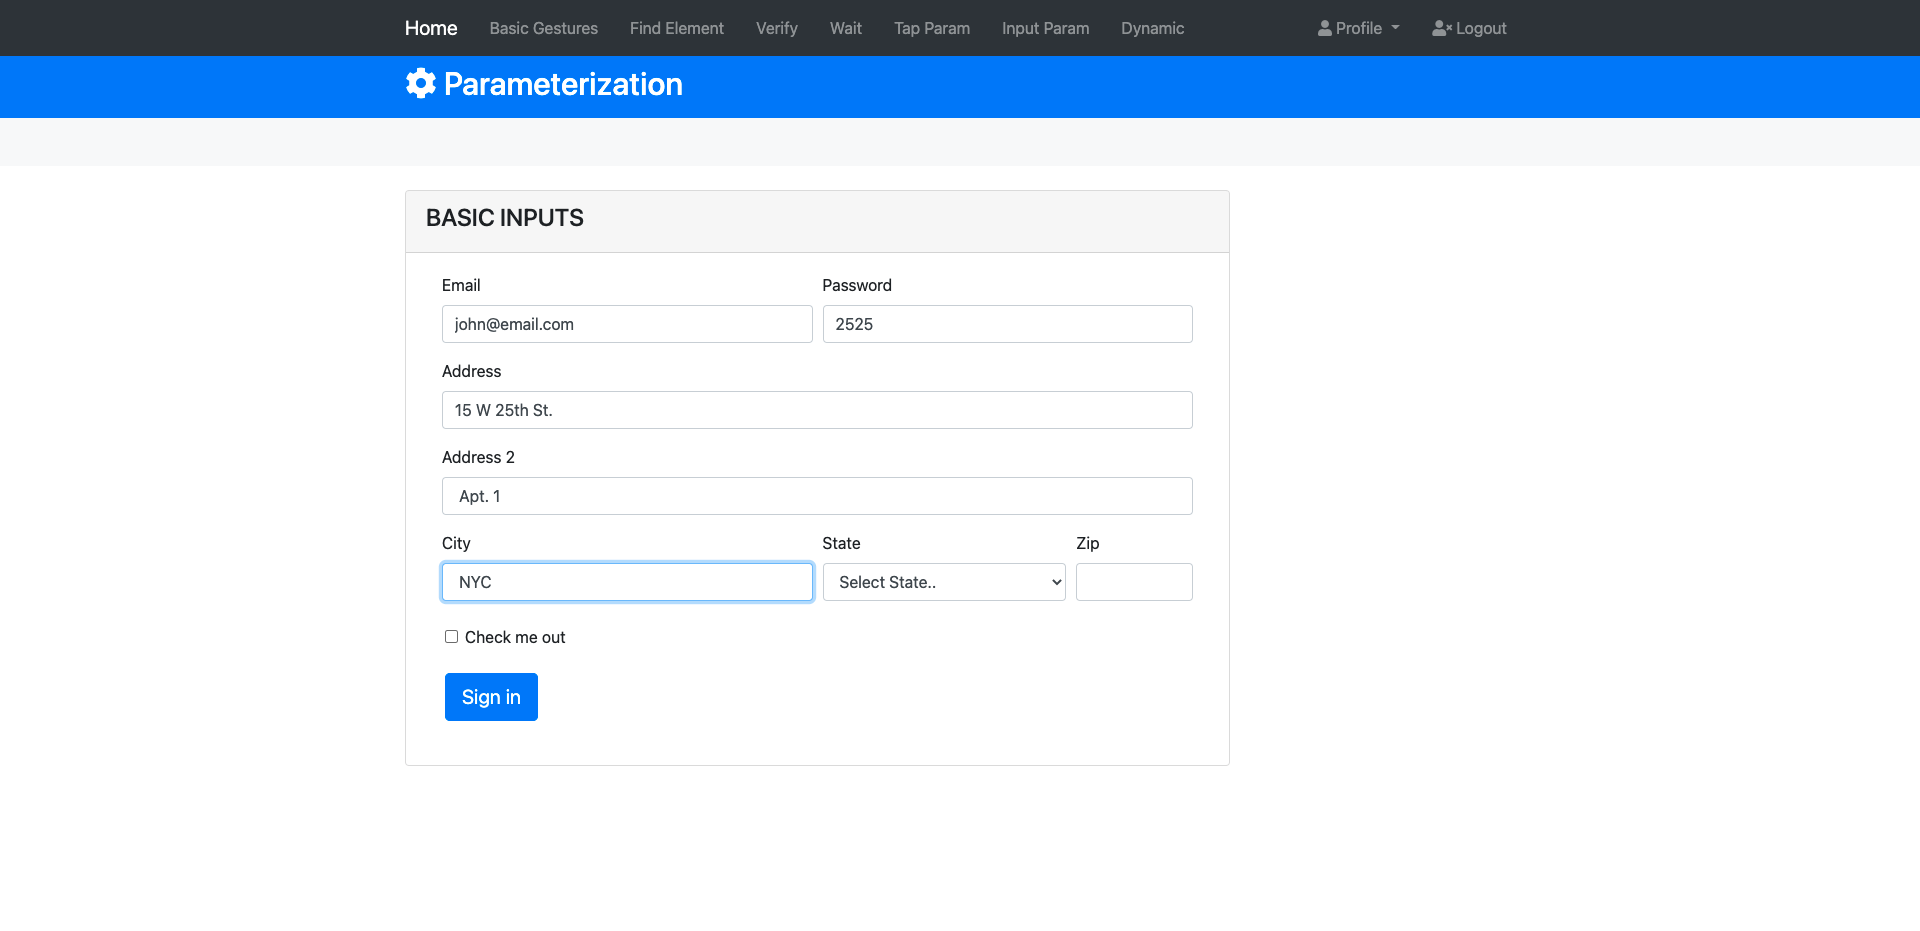 Home Basic Gestures Find Element Verify Wait Tap Param Input Param Dynamic Profile Logout
Parameterization
BASIC INPUTS
Email Password
john@email.com 2525
Address
15 W 25th St.
Address 2
Apt. 1
City State Zip
NYC Select State..
Check me out
Sign in